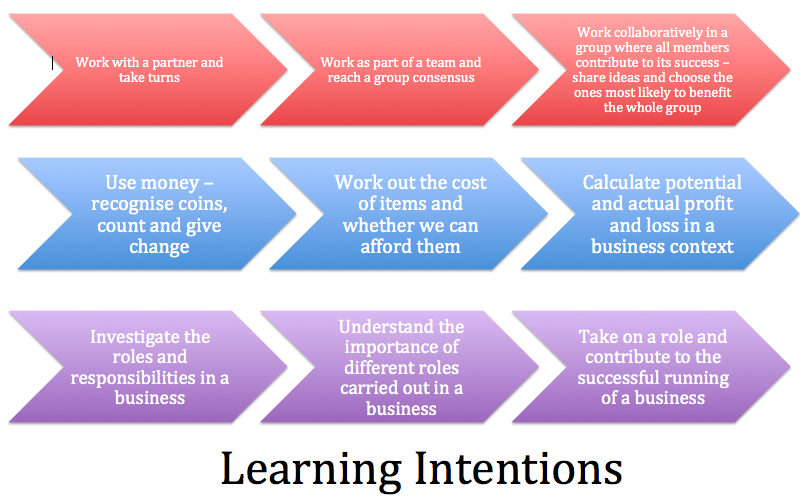 Work with a partner and
take turns
Work as part of a team and
reach a group consensus
Work collaboratively in a
group where all members
contribute to its success –
share ideas and choose the
ones most likely to benefit
the whole group
Use money –
recognise coins,
count and give
change
Work out the cost
of items and
whether we can
afford them
Calculate potential
and actual profit
and loss in a
business context
Investigate the
roles and
responsibilities in a
business
Understand the
importance of
different roles
carried out in a
business
Take on a role and
contribute to the
successful running
of a business
Learning Intentions